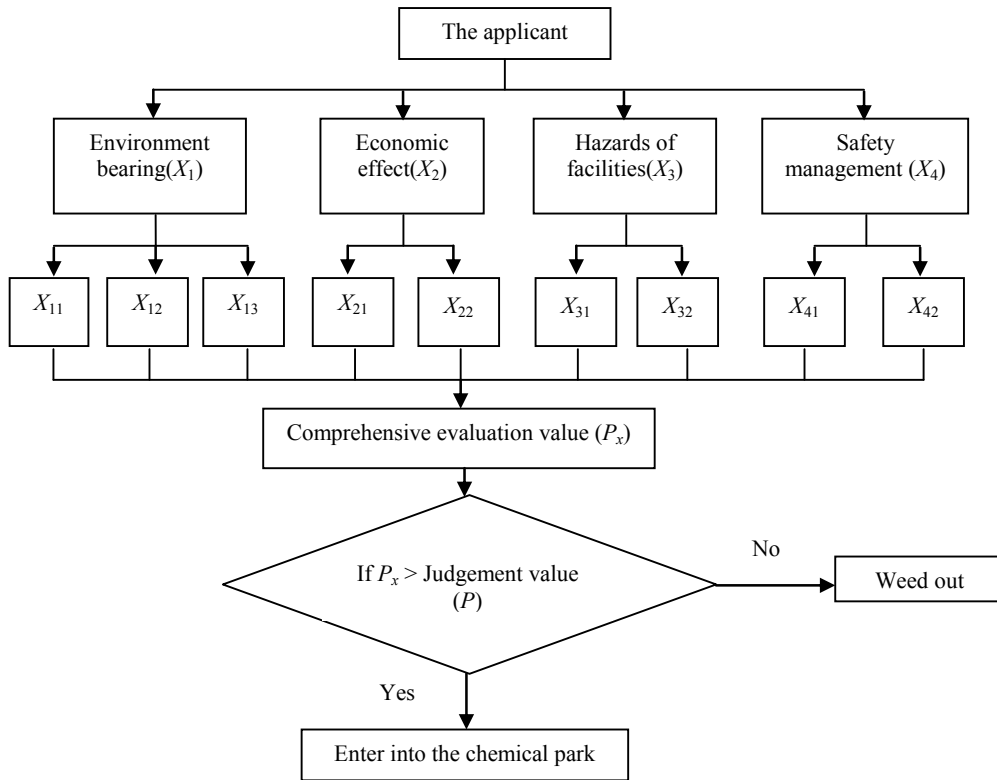 The applicant
Environment
bearing(X₁)
Economic
effect(X₂)
Hazards of
facilities(X₃)
Safety
management (X₄)
X₁₁
X₁₂
X₁₃
X₂₁
X₂₂
X₃₁
X₃₂
X₄₁
X₄₂
Comprehensive evaluation value (Pₓ)
If Pₓ > Judgement value
(P)
No
Weed out
Yes
Enter into the chemical park